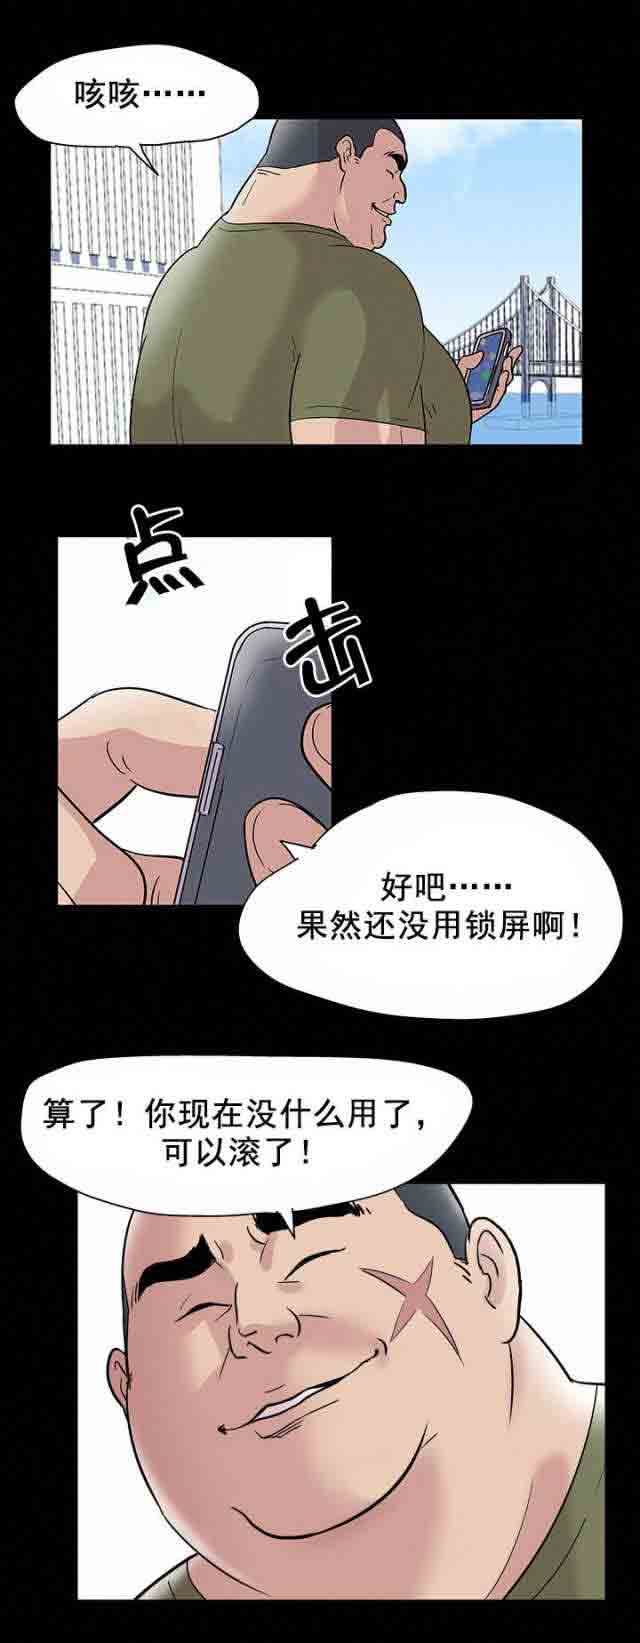 咳咳……
点
击
好吧……
果然还没用锁屏啊！
算了！你现在没什么用了，
可以滚了！